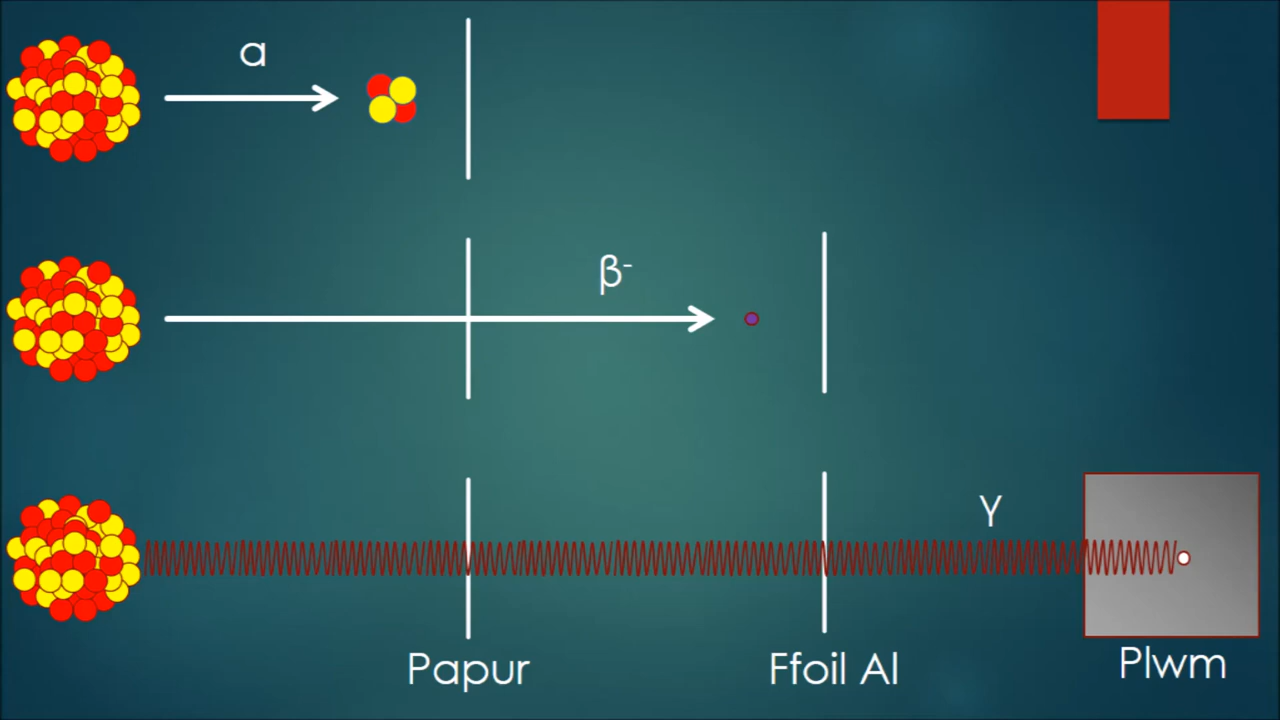 α
β⁻
γ
Papur
Ffoil Al
Plwm